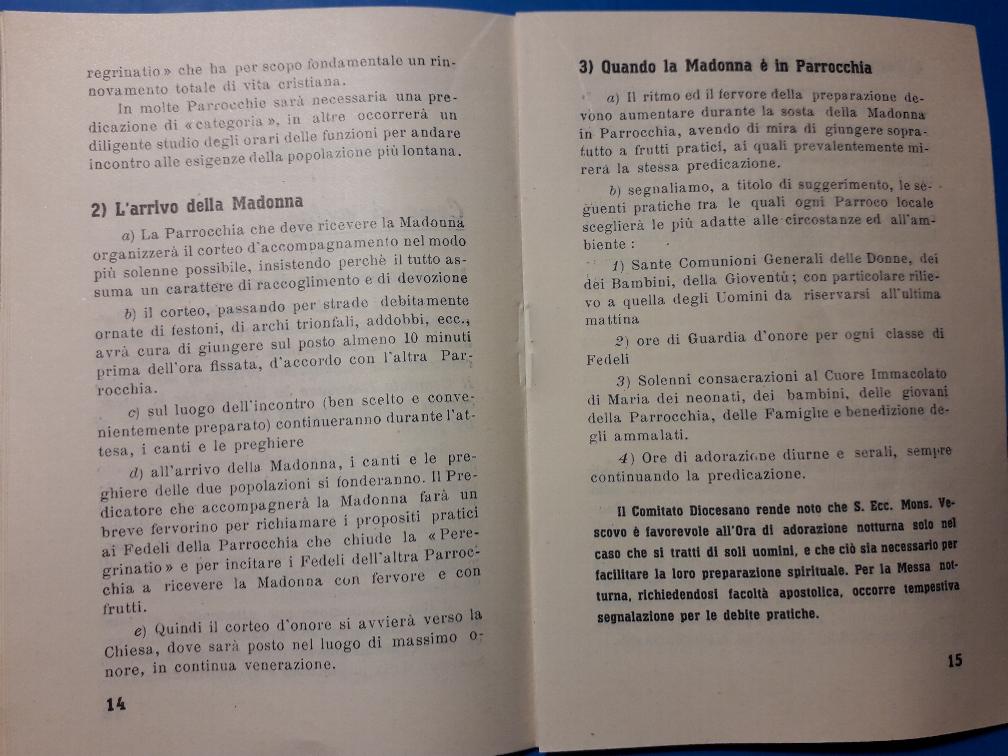 regrinatio» che ha per scopo fondamentale un rin-
novamento totale di vita cristiana.
In molte Parrocchie sarà necessaria una pre-
dicazione di «categoria», in altre occorrerà un
diligente studio degli orari delle funzioni per andare
incontro alle esigenze della popolazione più lontana.
2) L'arrivo della Madonna
a) La Parrocchia che deve ricevere la Madonna
organizzerà il corteo d'accompagnamento nel modo
più solenne possibile, insistendo perchè il tutto as-
suma un carattere di raccoglimento e di devozione
b) il corteo, passando per strade debitamente
ornate di festoni, di archi trionfali, addobbi, ecc.,
avrà cura di giungere sul posto almeno 10 minuti
prima dell'ora fissata, d'accordo con l'altra Par-
rocchia.
c) sul luogo dell'incontro (ben scelto e conve-
nientemente preparato) continueranno durante l'at-
tesa, i canti e le preghiere
d) all'arrivo della Madonna, i canti e le pre-
ghiere delle due popolazioni si fonderanno. Il Pre-
dicatore che accompagnerà la Madonna farà un
breve fervorino per richiamare i propositi pratici
ai Fedeli della Parrocchia che chiude la «Pere-
grinatio» e per incitare i Fedeli dell'altra Parroc-
chia a ricevere la Madonna con fervore e con
frutti.
e) Quindi il corteo d'onore si avvierà verso la
Chiesa, dove sarà posto nel luogo di massimo o-
nore, in continua venerazione.
14
3) Quando la Madonna è in Parrocchia
a) Il ritmo ed il fervore della preparazione de-
vono aumentare durante la sosta della Madonna
in Parrocchia, avendo di mira di giungere sopra-
tutto a frutti pratici, ai quali prevalentemente mi-
rerà la stessa predicazione.
b) segnaliamo, a titolo di suggerimento, le se-
guenti pratiche tra le quali ogni Parroco locale
sceglierà le più adatte alle circostanze ed all'am-
biente :
1) Sante Comunioni Generali delle Donne, dei
dei Bambini, della Gioventù ; con particolare rilie-
vo a quella degli Uomini da riservarsi all'ultima
mattina
2) ore di Guardia d'onore per ogni classe di
Fedeli
3) Solenni consacrazioni al Cuore Immacolato
di Maria dei neonati, dei bambini, delle giovani
della Parrocchia, delle Famiglie e benedizione de-
gli ammalati.
4) Ore di adorazione diurne e serali, sempre
continuando la predicazione.
Il Comitato Diocesano rende noto che S. Ecc. Mons. Ve-
scovo è favorevole all'Ora di adorazione notturna solo nel
caso che si tratti di soli uomini, e che ciò sia necessario per
facilitare la loro preparazione spirituale. Per la Messa not-
turna, richiedendosi facoltà apostolica, occorre tempestiva
segnalazione per le debite pratiche.
15